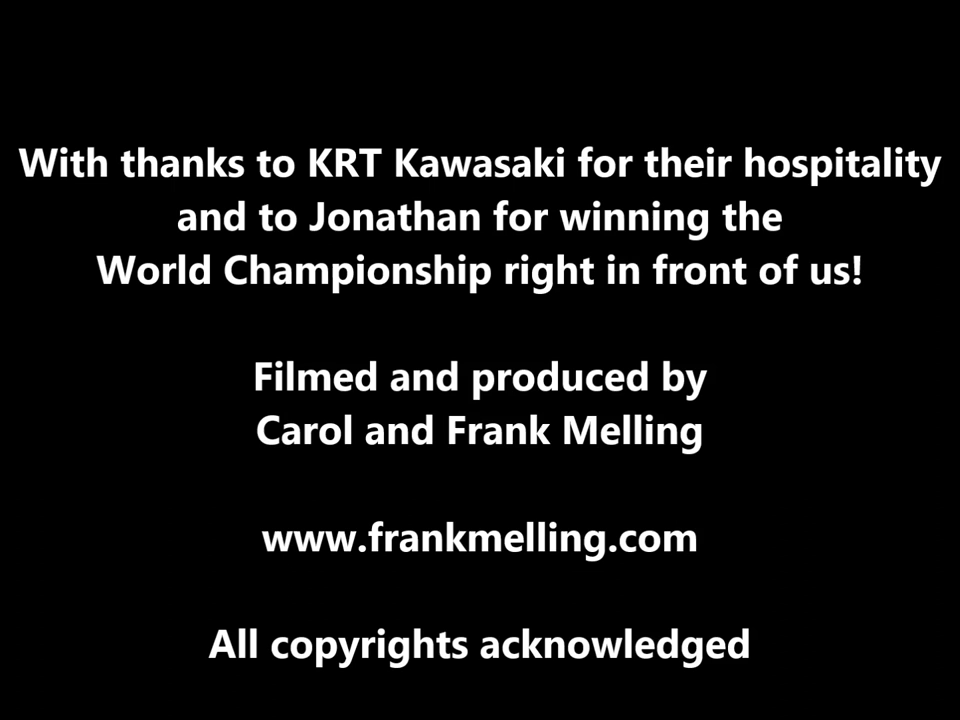 With thanks to KRT Kawasaki for their hospitality
and to Jonathan for winning the
World Championship right in front of us!
Filmed and produced by
Carol and Frank Melling
www.frankmelling.com
All copyrights acknowledged